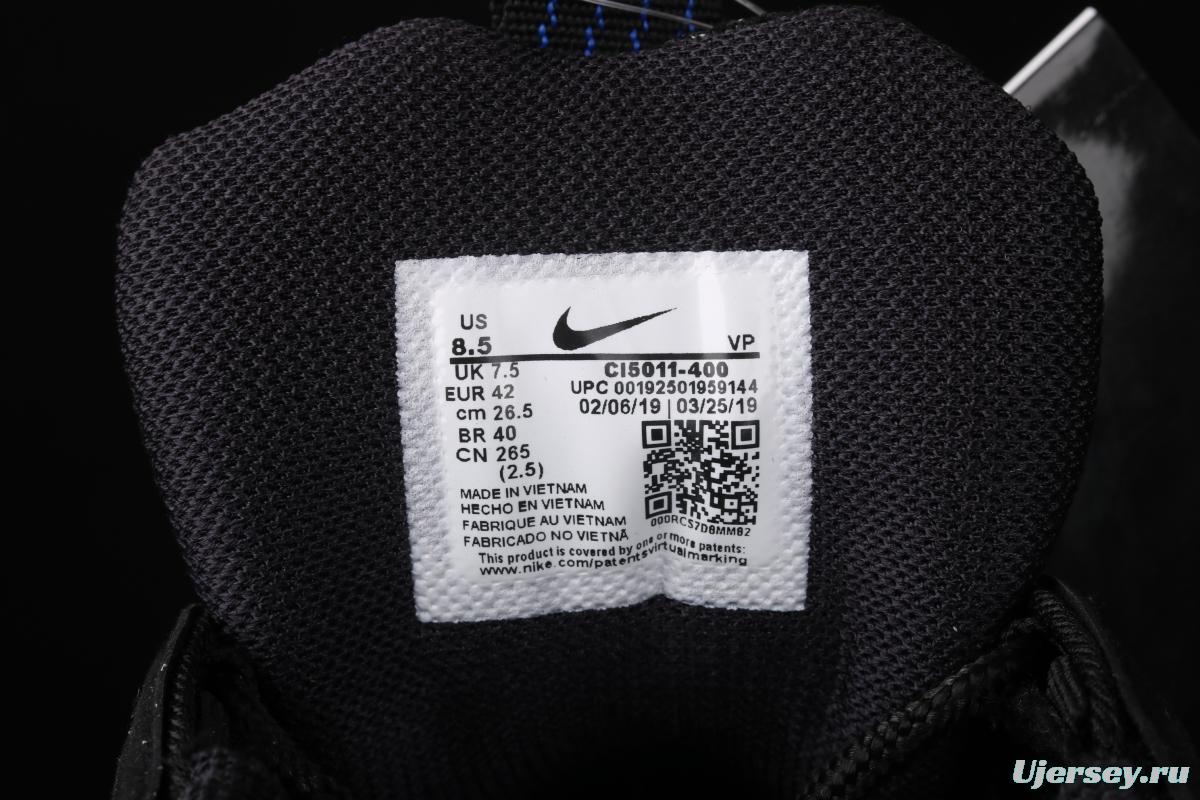 US
8.5
VP
UK 7.5
EUR 42
cm 26.5
BR 40
CN 265
(2.5)
CI5011-400
UPC 00192501959144
02/06/19 | 03/25/19
000RCS7D8MM82
MADE IN VIETNAM
HECHO EN VIETNAM
FABRIQUE AU VIETNAM
FABRICADO NO VIETNÃ
This product is covered by one or more patents:
www.nike.com/patentsvirtualmarking
Ujersey.ru